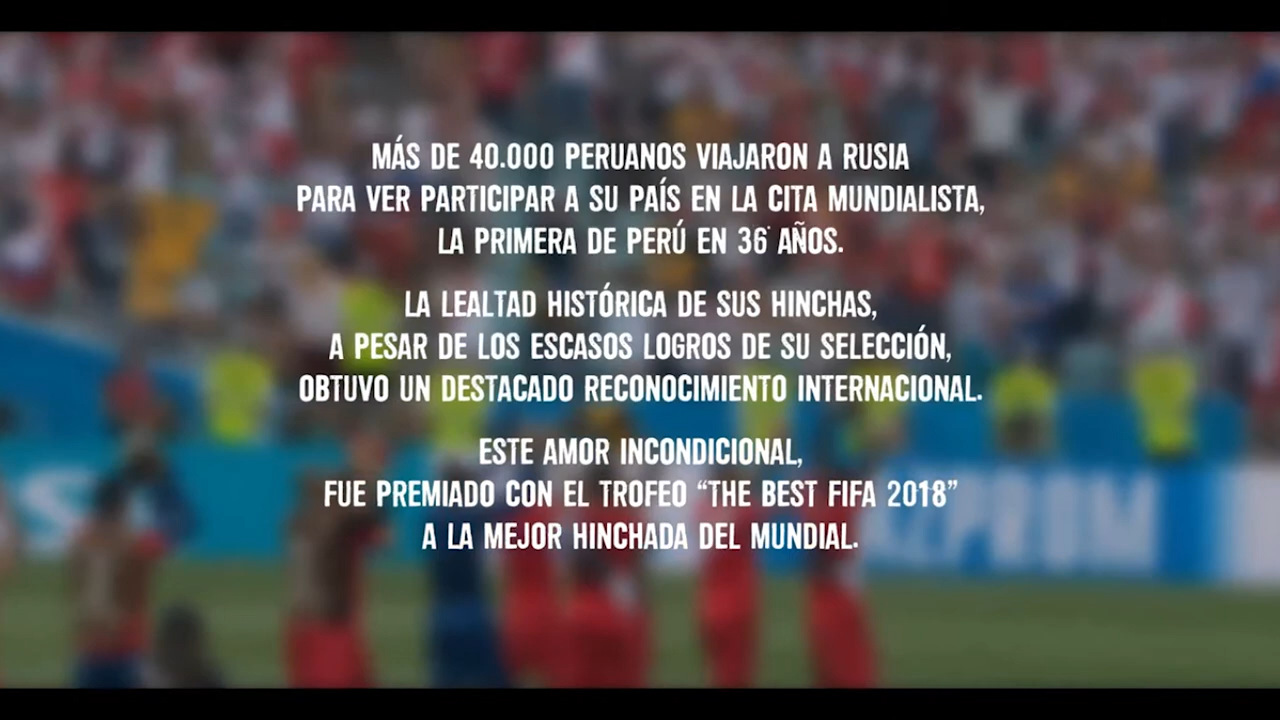 MÁS DE 40.000 PERUANOS VIAJARON A RUSIA
PARA VER PARTICIPAR A SU PAÍS EN LA CITA MUNDIALISTA,
LA PRIMERA DE PERÚ EN 36 AÑOS.
LA LEALTAD HISTÓRICA DE SUS HINCHAS,
A PESAR DE LOS ESCASOS LOGROS DE SU SELECCIÓN,
OBTUVO UN DESTACADO RECONOCIMIENTO INTERNACIONAL.
ESTE AMOR INCONDICIONAL,
FUE PREMIADO CON EL TROFEO “THE BEST FIFA 2018”
A LA MEJOR HINCHADA DEL MUNDIAL.